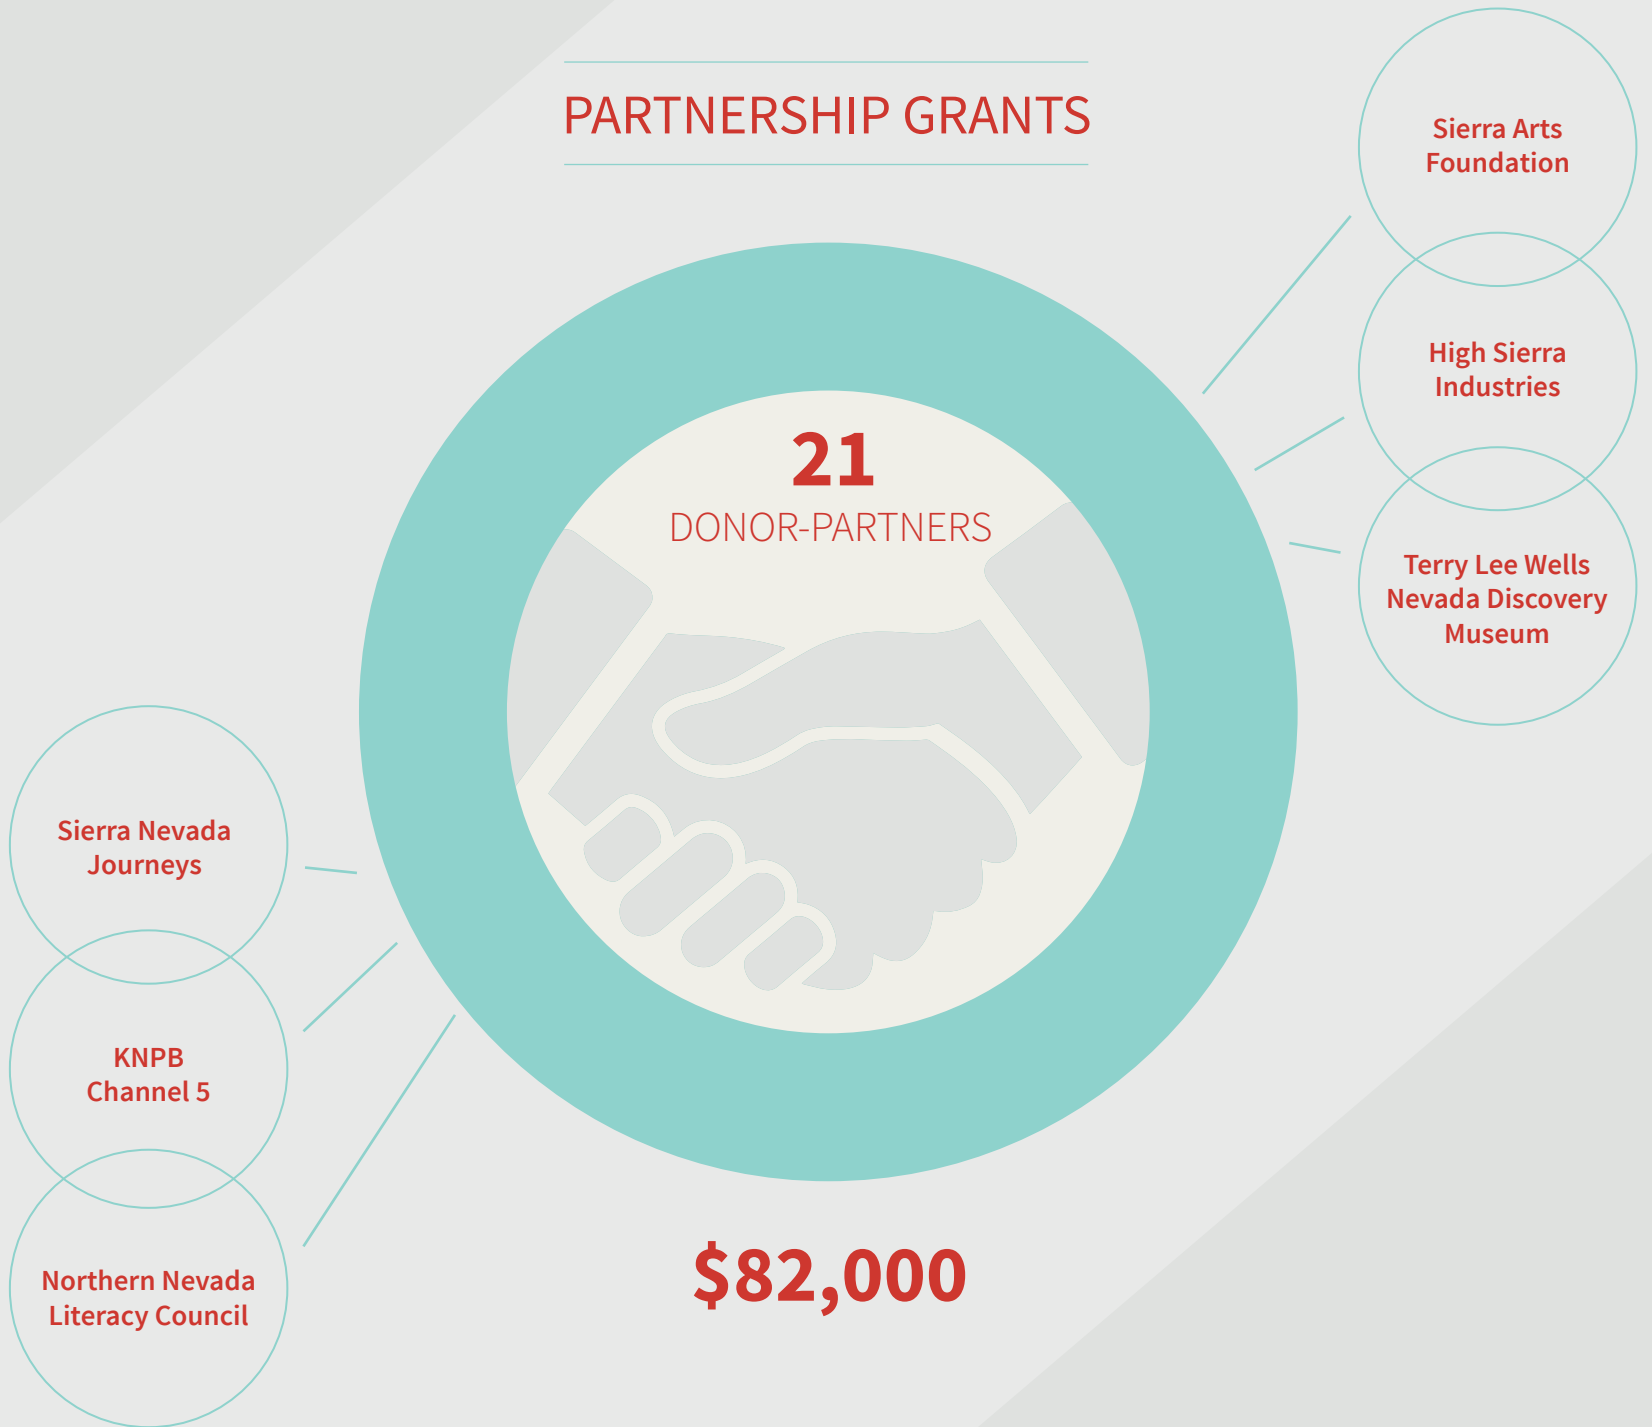 PARTNERSHIP GRANTS
Sierra Arts
Foundation
High Sierra
Industries
Terry Lee Wells
Nevada Discovery
Museum
21
DONOR-PARTNERS
Sierra Nevada
Journeys
KNPB
Channel 5
Northern Nevada
Literacy Council
$82,000